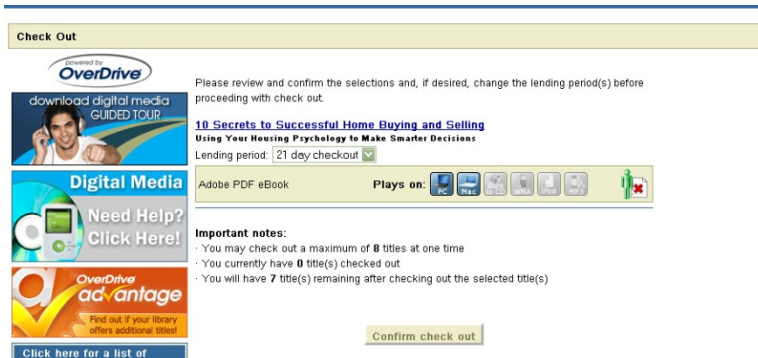 Check Out
powered by
OverDrive
download digital media
GUIDED TOUR
Digital Media
Need Help?
Click Here!
OverDrive
advantage
Find out if your library
offers additional titles!
Click here for a list of
Please review and confirm the selections and, if desired, change the lending period(s) before
proceeding with check out.
10 Secrets to Successful Home Buying and Selling
Using Your Housing Psychology to Make Smarter Decisions
Lending period: 21 day checkout
Adobe PDF eBook Plays on: PC Mac to CD WMA iPod MP3
Important notes:
· You may check out a maximum of 8 titles at one time
· You currently have 0 title(s) checked out
· You will have 7 title(s) remaining after checking out the selected title(s)
Confirm check out